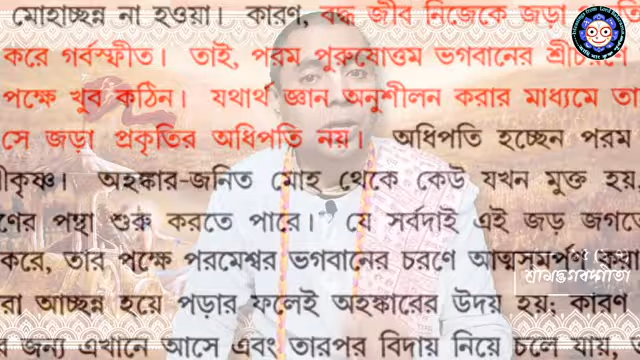 মোহাচ্ছন্ন না হওয়া। কারণ, বদ্ধ জীব নিজেকে জড়া
করে গর্বস্ফীত। তাই, পরম পুরুষোত্তম ভগবানের শ্রীচরণে
পক্ষে খুব কঠিন। যথার্থ জ্ঞান অনুশীলন করার মাধ্যমে তা
সে জড়া প্রকৃতির অধিপতি নয়। অধিপতি হচ্ছেন পরম
অহঙ্কার-জনিত মোহ থেকে কেউ যখন মুক্ত হয়
পন্থা শুরু করতে পারে। যে সর্বদাই এই জড় জগতে
করে, তার পক্ষে পরমেশ্বর ভগবানের চরণে আত্মসমর্পণ করা
রা আচ্ছন্ন হয়ে পড়ার ফলেই অহঙ্কারের উদয় হয়; কারণ
জন্য এখানে আসে এবং তারপর বিদায় নিয়ে চলে যায়,
শ্রীমদ্ভগবদ্গীতা